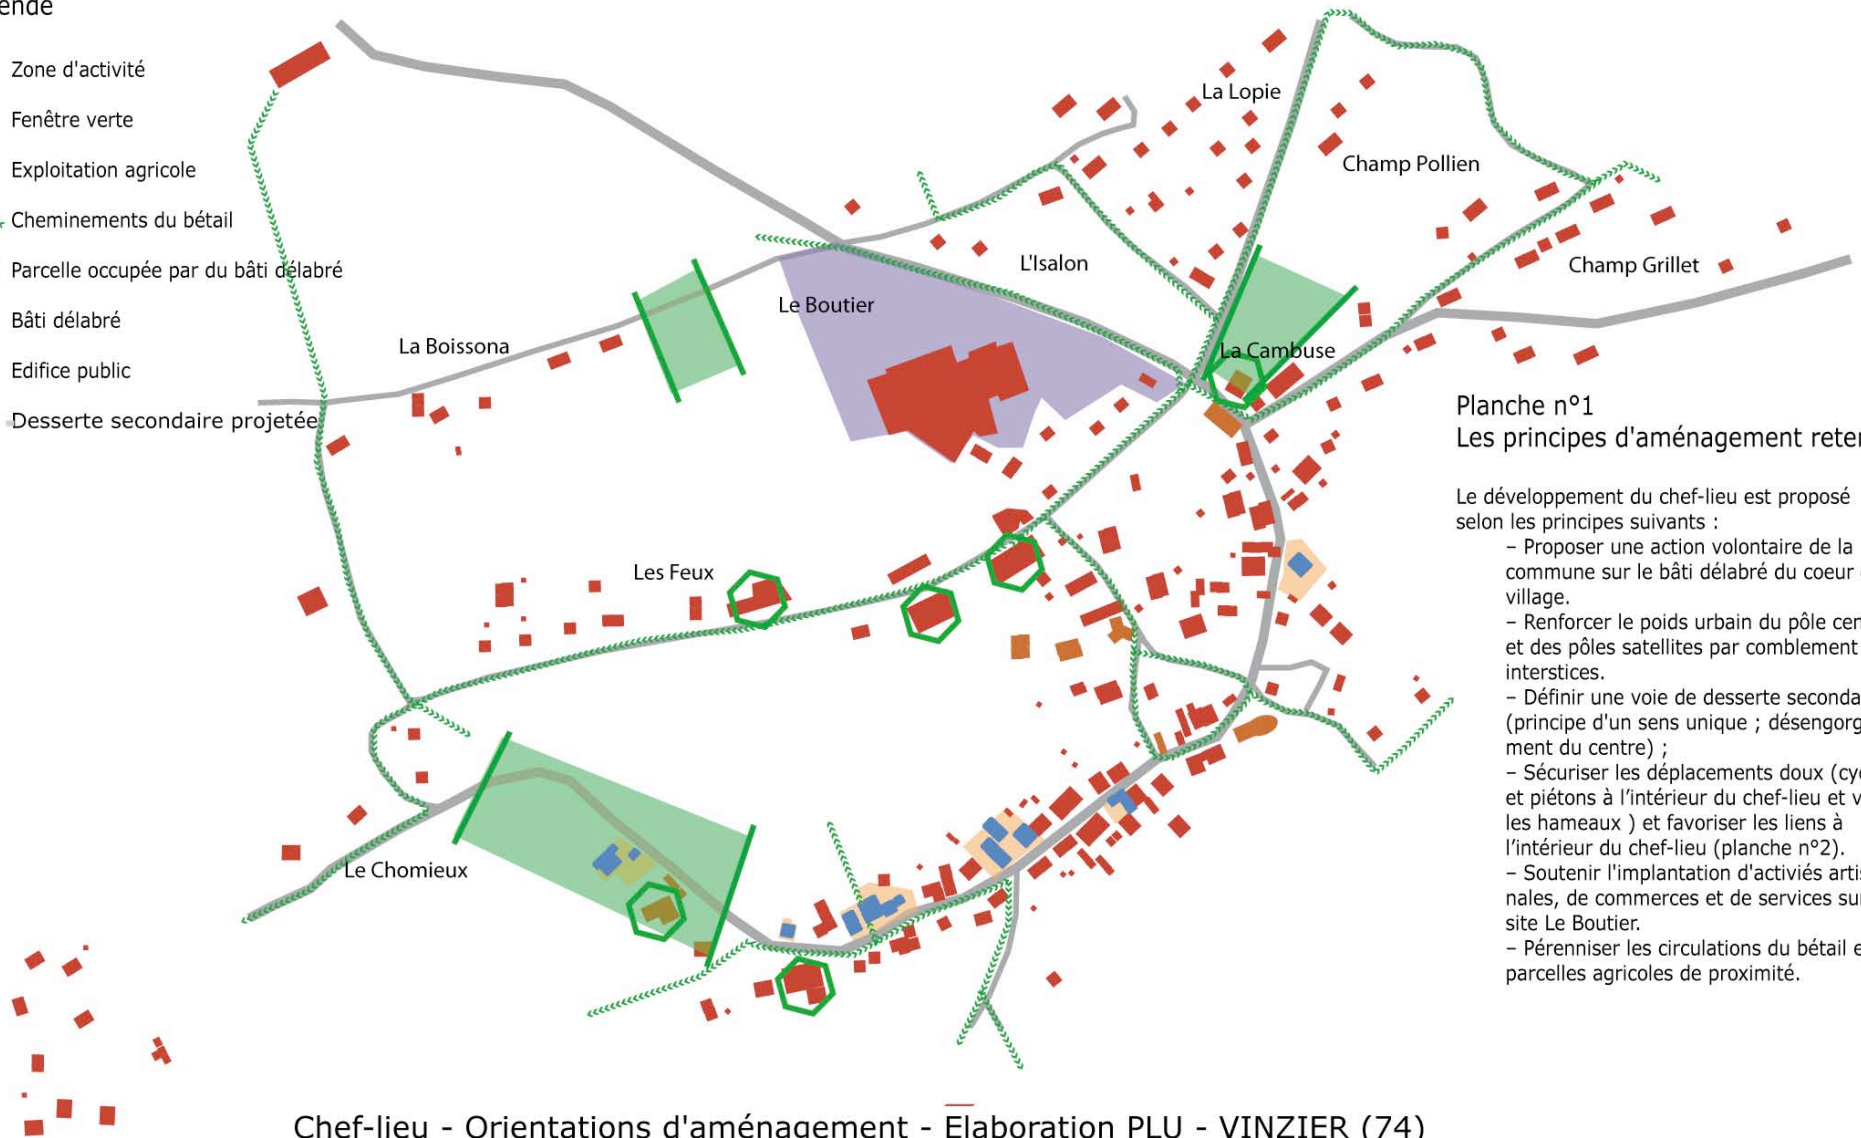 ende
Zone d'activité
Fenêtre verte
Exploitation agricole
Cheminements du bétail
Parcelle occupée par du bâti délabré
Bâti délabré
Edifice public
Desserte secondaire projetée
La Lopie
Champ Pollien
L'Isalon
Champ Grillet
Le Boutier
La Boissona
La Cambuse
Les Feux
Le Chomieux
Planche n°1
Les principes d'aménagement reten
Le développement du chef-lieu est proposé
selon les principes suivants :
– Proposer une action volontaire de la
commune sur le bâti délabré du coeur
village.
– Renforcer le poids urbain du pôle cen
et des pôles satellites par comblement
interstices.
– Définir une voie de desserte seconda
(principe d'un sens unique ; désengorg
ment du centre) ;
– Sécuriser les déplacements doux (cyc
et piétons à l’intérieur du chef-lieu et v
les hameaux ) et favoriser les liens à
l’intérieur du chef-lieu (planche n°2).
– Soutenir l'implantation d'activiés artis
nales, de commerces et de services sur
site Le Boutier.
– Pérenniser les circulations du bétail e
parcelles agricoles de proximité.
Chef-lieu - Orientations d'aménagement - Elaboration PLU - VINZIER (74)